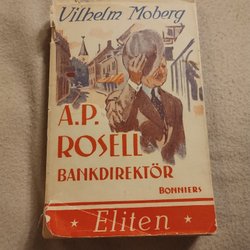 Vilhelm Moberg
A.P.
ROSELL
BANKDIREKTÖR
BONNIERS
Eliten